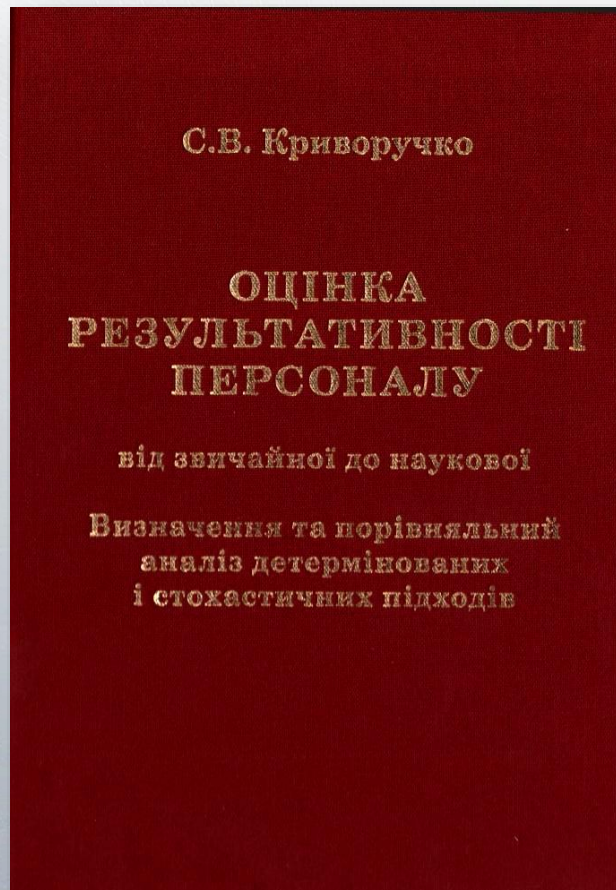 С.В. Криворучко
ОЦІНКА
РЕЗУЛЬТАТИВНОСТІ
ПЕРСОНАЛУ
від звичайної до наукової
Визначення та порівняльний
аналіз детермінованих
і стохастичних підходів